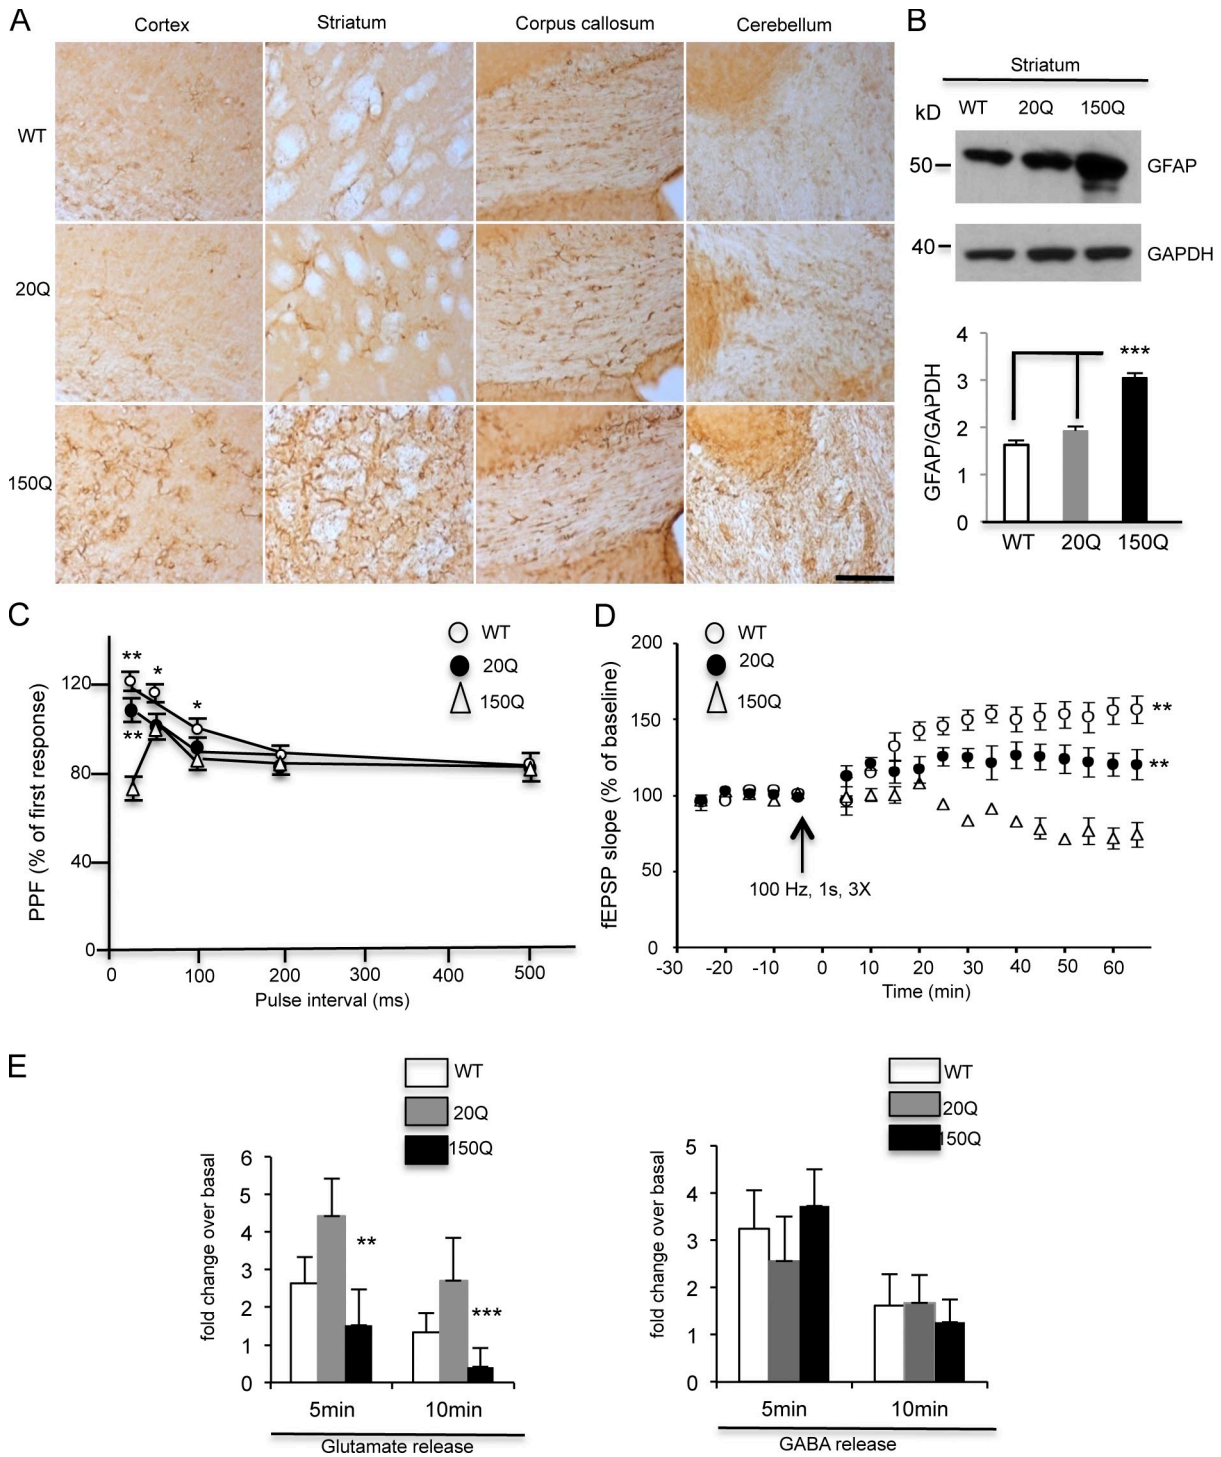 A
Cortex
Striatum
Corpus callosum
Cerebellum
WT
20Q
150Q
B
Striatum
kD
WT
20Q
150Q
50
GFAP
40
GAPDH
GFAP/GAPDH
4
3
2
1
0
***
WT
20Q
150Q
C
WT
20Q
150Q
PPF (% of first response)
120
80
40
0
**
*
*
**
0
100
200
300
400
500
Pulse interval (ms)
D
WT
20Q
150Q
fEPSP slope (% of baseline)
200
150
100
50
0
**
**
100 Hz, 1s, 3X
-30
-20
-10
0
10
20
30
40
50
60
Time (min)
E
WT
20Q
150Q
fold change over basal
6
5
4
3
2
1
0
**
***
5min
10min
Glutamate release
WT
20Q
150Q
fold change over basal
5
4
3
2
1
0
5min
10min
GABA release